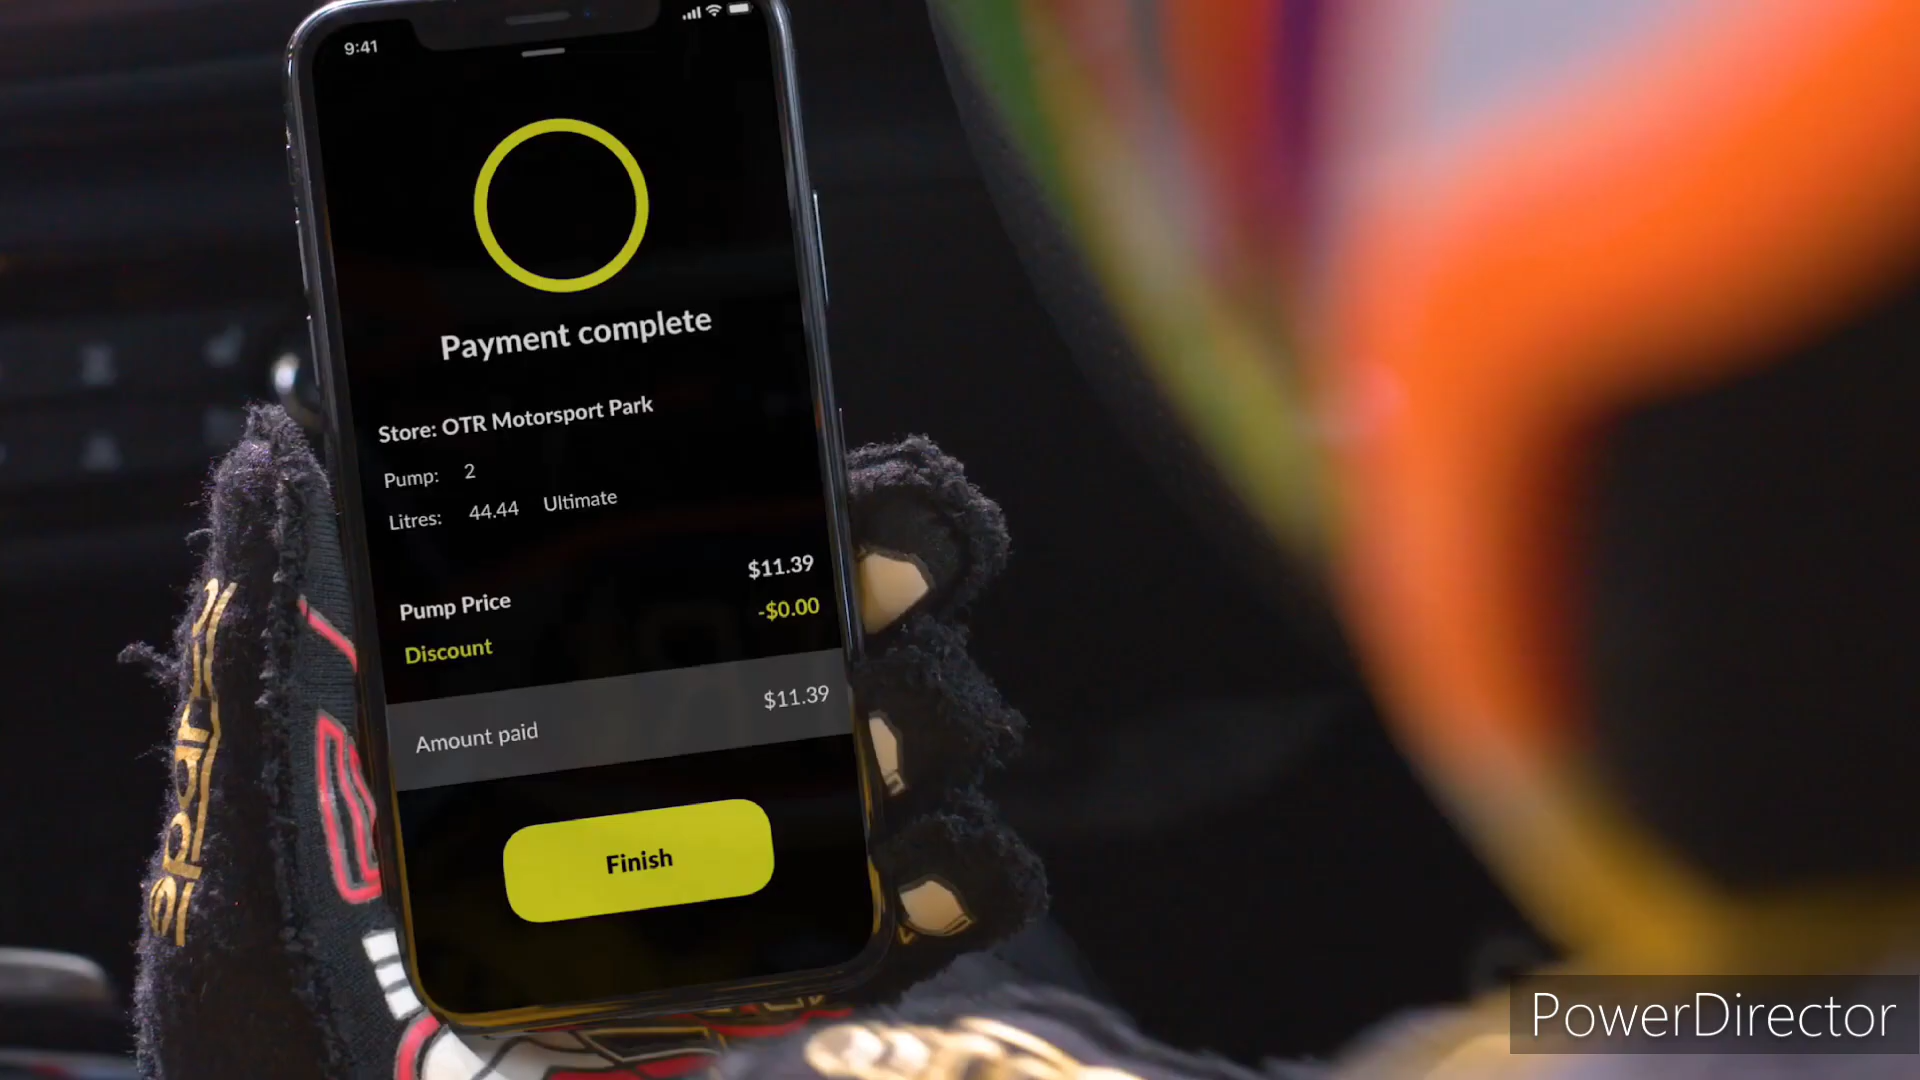 9:41
Payment complete
Store: OTR Motorsport Park
Pump: 2
Litres: 44.44 Ultimate
Pump Price $11.39
Discount -$0.00
Amount paid $11.39
Finish
sparco
PowerDirector